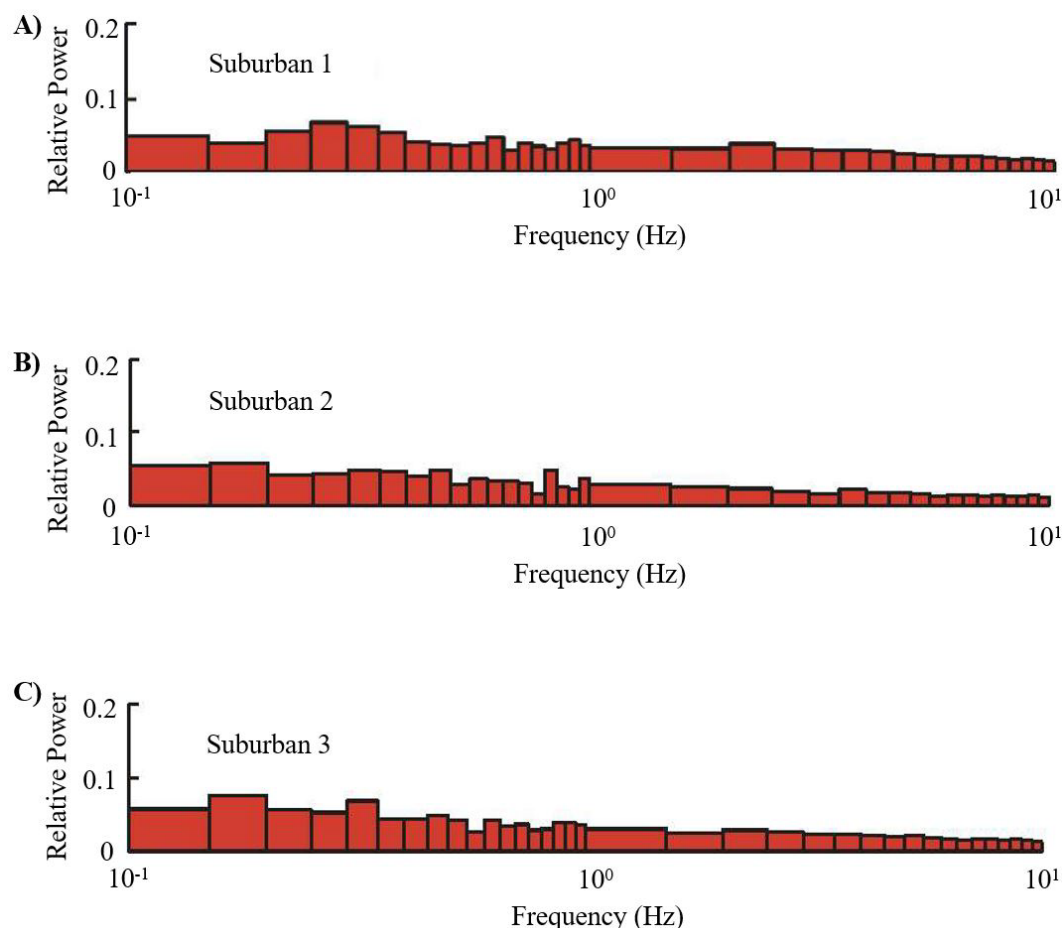 A)
Relative Power
0.2
0.1
0
Suburban 1
10⁻¹
10⁰
10¹
Frequency (Hz)
B)
Relative Power
0.2
0.1
0
Suburban 2
10⁻¹
10⁰
10¹
Frequency (Hz)
C)
Relative Power
0.2
0.1
0
Suburban 3
10⁻¹
10⁰
10¹
Frequency (Hz)